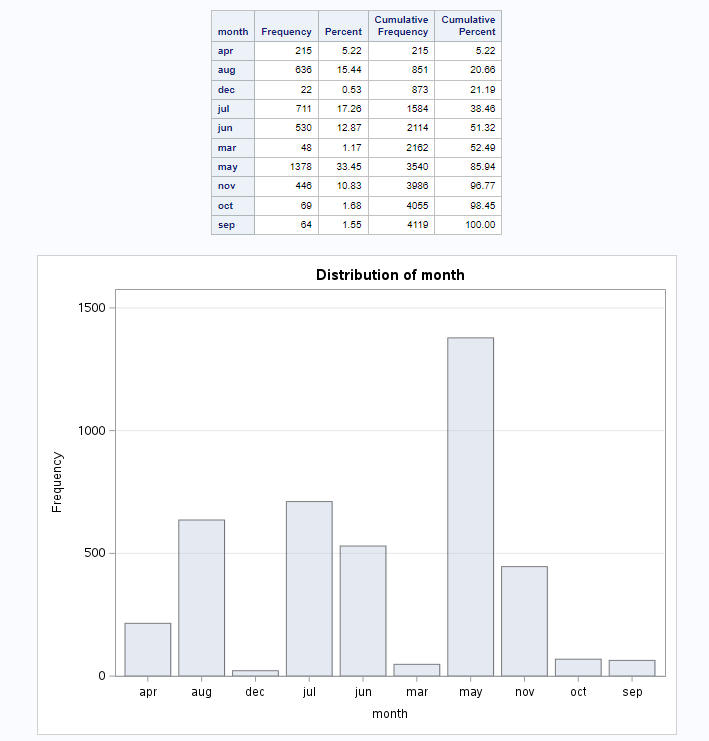 Cumulative Cumulative
month Frequency Percent Frequency Percent
apr 215 5.22 215 5.22
aug 636 15.44 851 20.66
dec 22 0.53 873 21.19
jul 711 17.26 1584 38.46
jun 530 12.87 2114 51.32
mar 48 1.17 2162 52.49
may 1378 33.45 3540 85.94
nov 446 10.83 3986 96.77
oct 69 1.68 4055 98.45
sep 64 1.55 4119 100.00
Distribution of month
1500
1000
500
0
Frequency
apr aug dec jul jun mar may nov oct sep
month